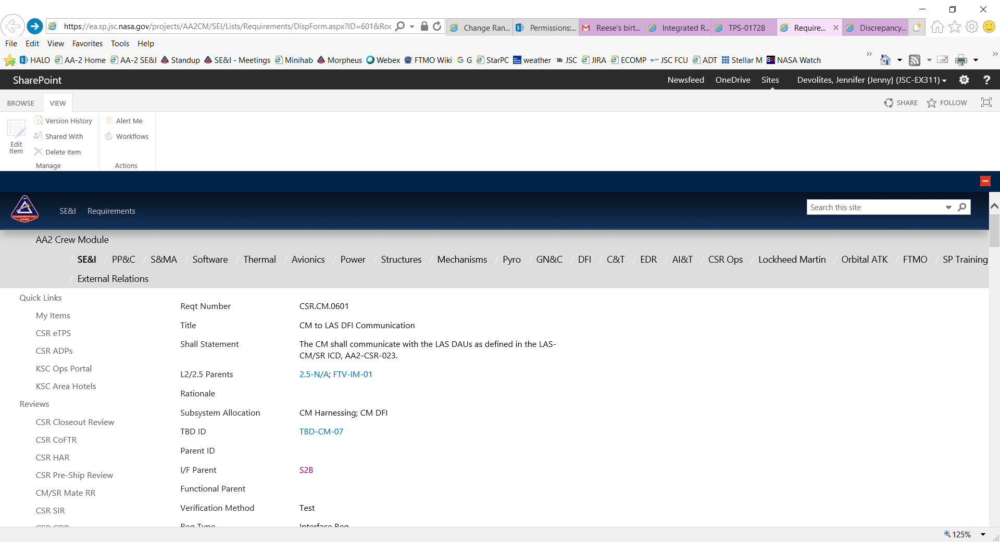 https://ea.sp.jsc.nasa.gov/projects/AA2CM/SEI/Lists/Requirements/DispForm.aspx?ID=601&Roc
Change Ran...
Permissions:...
Reese's birt...
Integrated R...
TPS-01728
Require...
Discrepancy...
File Edit View Favorites Tools Help
HALO AA-2 Home AA-2 SE&I Standup SE&I - Meetings Minihab Morpheus Webex FTMO Wiki G StarPC weather JSC JIRA ECOMP JSC FCU ADT Stellar M NASA Watch
SharePoint
Newsfeed OneDrive Sites Devolites, Jennifer {Jenny} (JSC-EX311)
BROWSE VIEW
SHARE FOLLOW
Edit
Item
Version History
Shared With
Delete Item
Manage
Alert Me
Workflows
Actions
ENGINEERING
NASA
SE&I Requirements
Search this site
AA2 Crew Module
/ SE&I / PP&C / S&MA / Software / Thermal / Avionics / Power / Structures / Mechanisms / Pyro / GN&C / DFI / C&T / EDR / AI&T / CSR Ops / Lockheed Martin / Orbital ATK / FTMO / SP Training
/ External Relations
Quick Links
My Items
CSR eTPS
CSR ADPs
KSC Ops Portal
KSC Area Hotels
Reviews
CSR Closeout Review
CSR CoFTR
CSR HAR
CSR Pre-Ship Review
CM/SR Mate RR
CSR SIR
CSR CDR
Reqt Number CSR.CM.0601
Title CM to LAS DFI Communication
Shall Statement The CM shall communicate with the LAS DAUs as defined in the LAS-
CM/SR ICD, AA2-CSR-023.
L2/2.5 Parents 2.5-N/A; FTV-IM-01
Rationale
Subsystem Allocation CM Harnessing; CM DFI
TBD ID TBD-CM-07
Parent ID
I/F Parent S2B
Functional Parent
Verification Method Test
Req Type Interface Req
125%